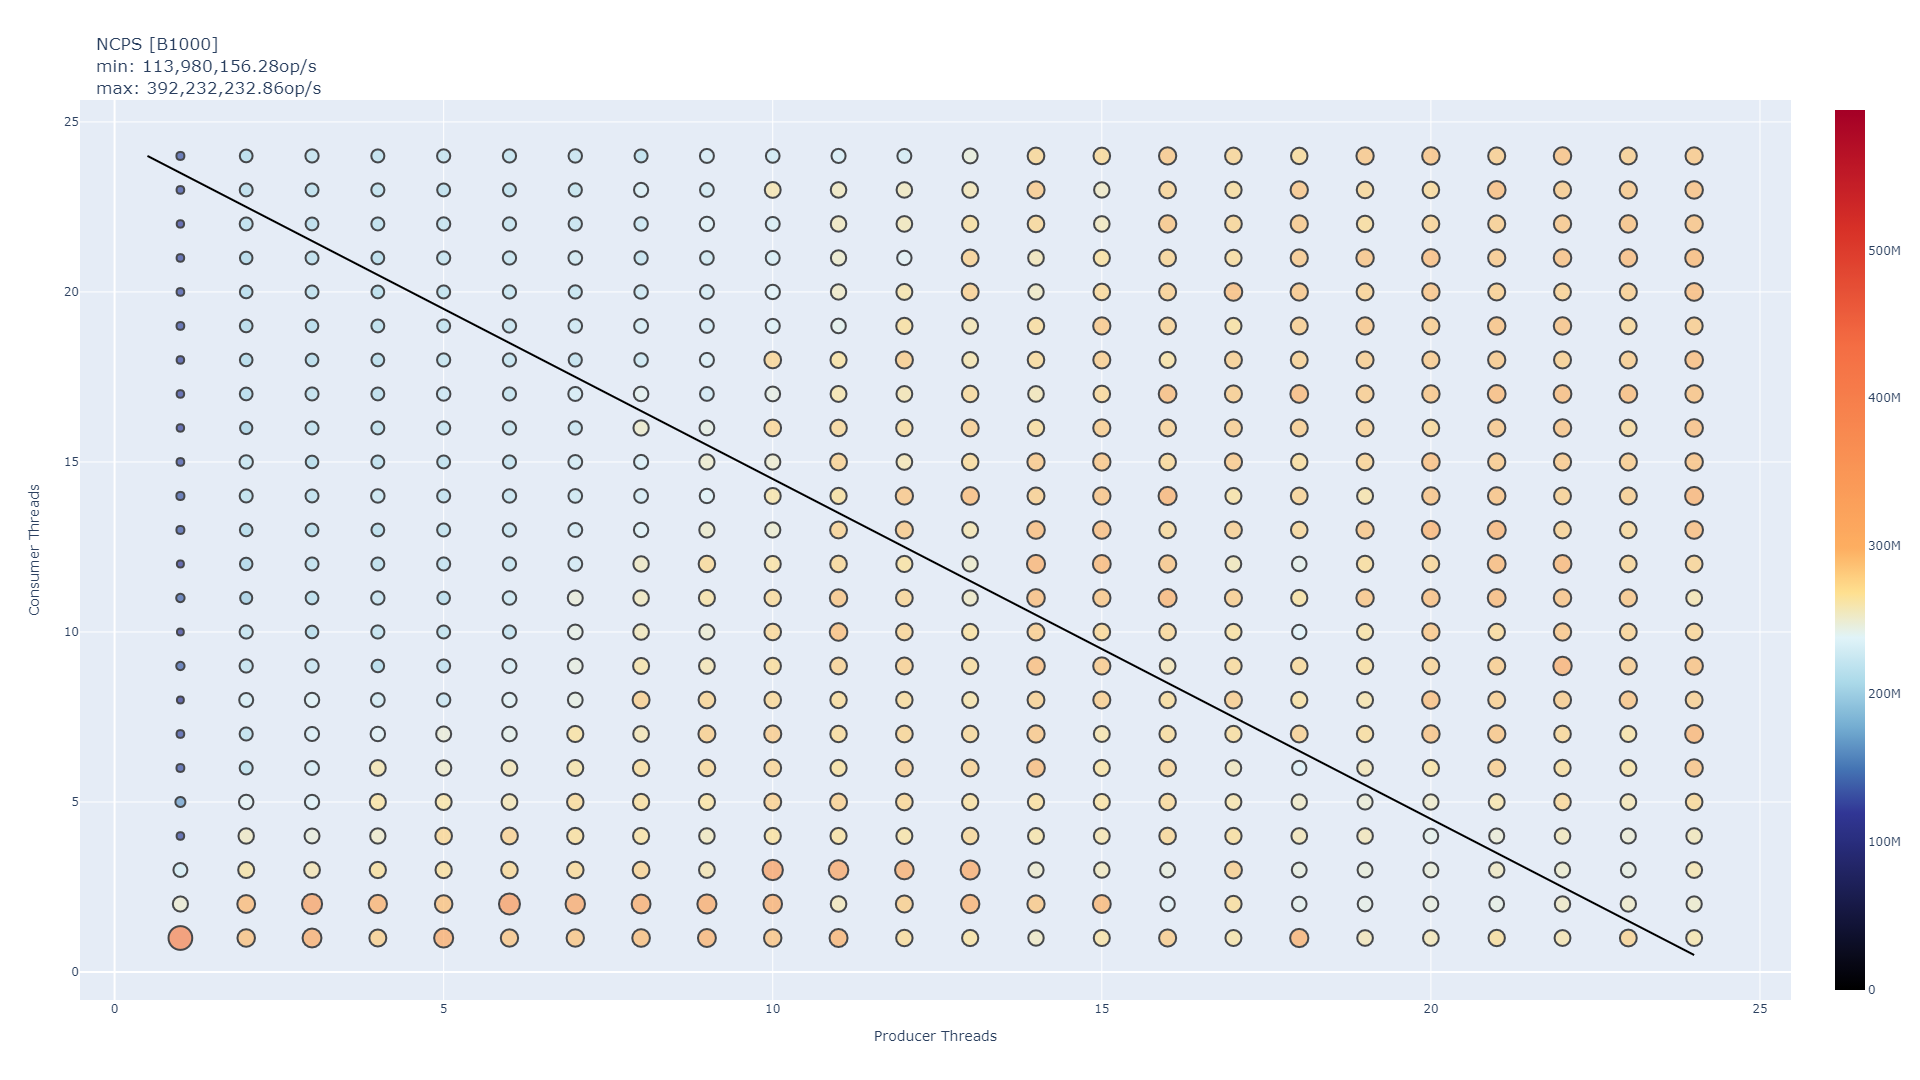 NCPS [B1000]
min: 113,980,156.28op/s
max: 392,232,232.86op/s
25
20
15
10
5
0
Consumer Threads
0
5
10
15
20
25
Producer Threads
500M
400M
300M
200M
100M
0